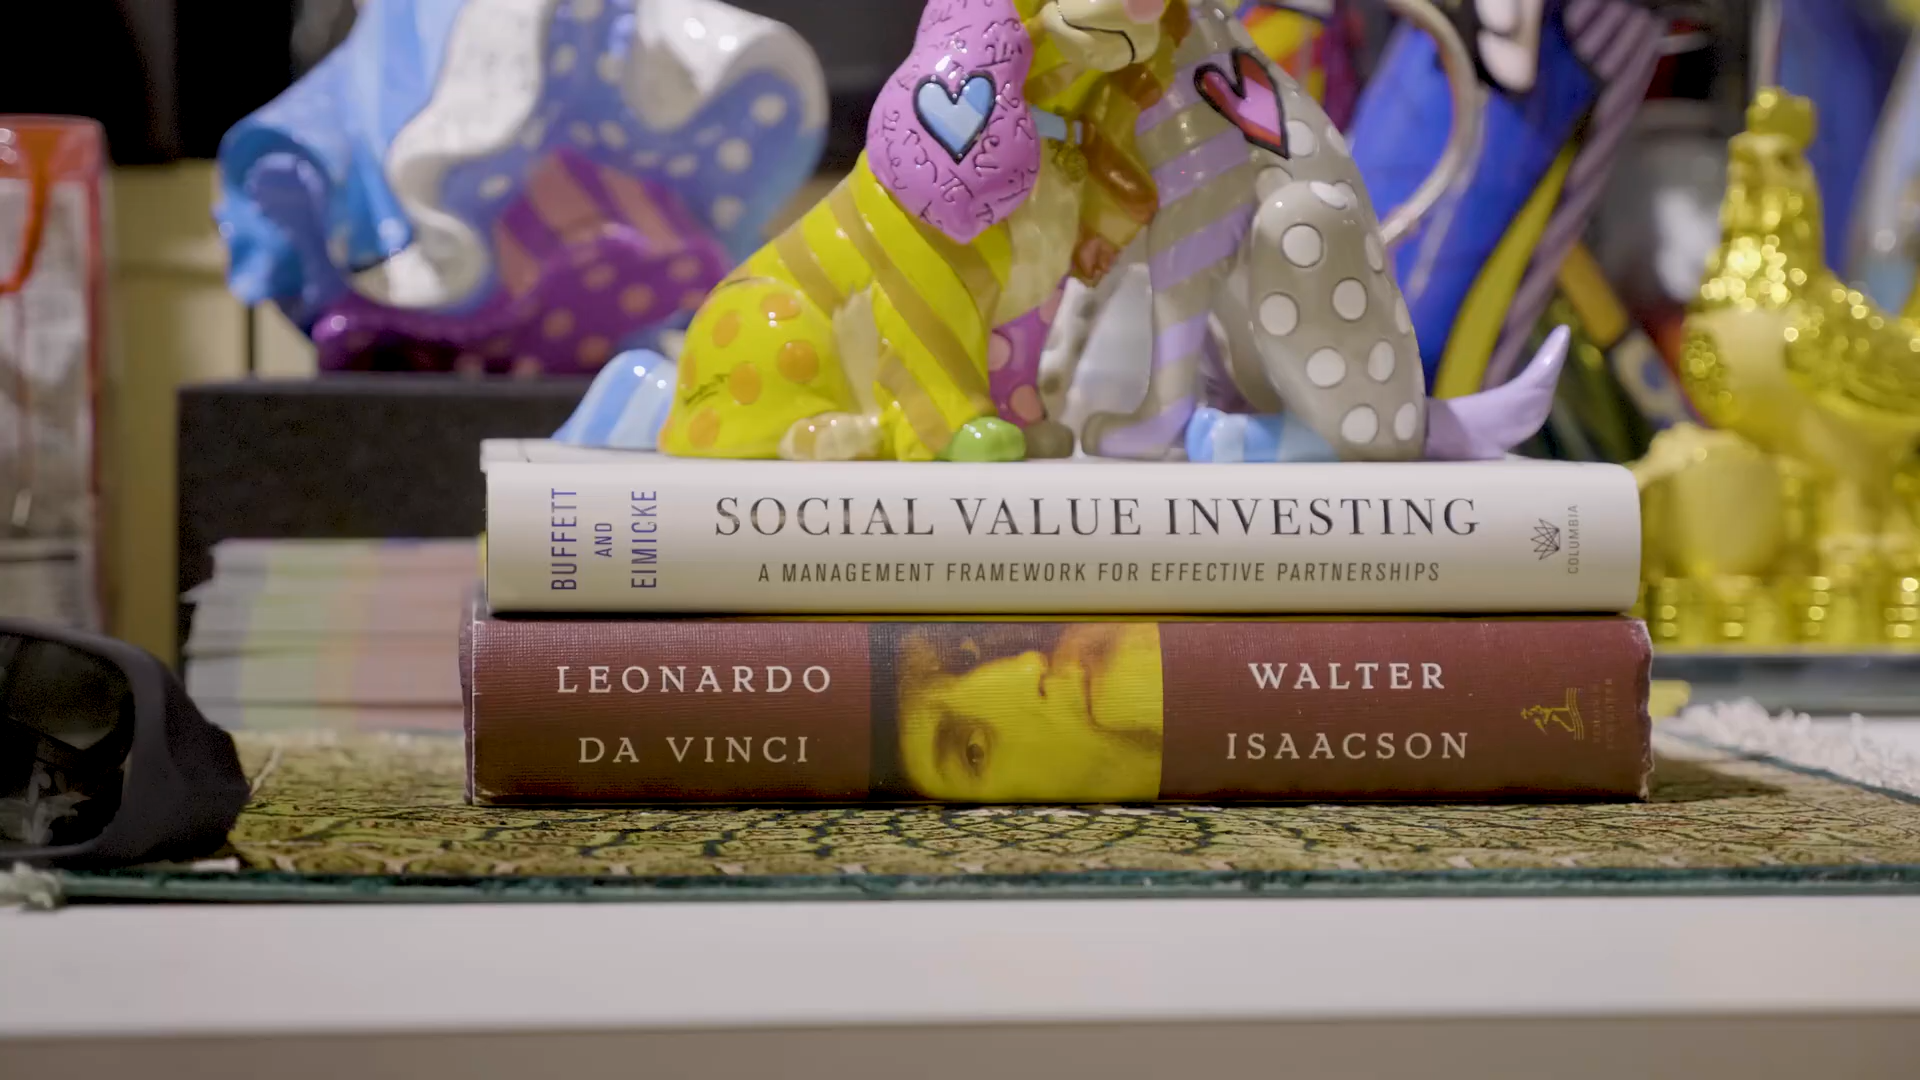 BUFFETT
AND
EIMICKE
SOCIAL VALUE INVESTING
A MANAGEMENT FRAMEWORK FOR EFFECTIVE PARTNERSHIPS
COLUMBIA
LEONARDO
DA VINCI
WALTER
ISAACSON